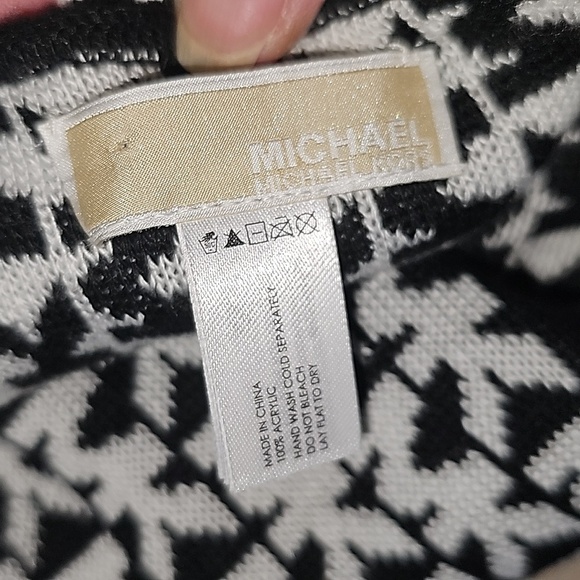 MICHAEL
MICHAEL KORS
MADE IN CHINA
100% ACRYLIC
HAND WASH COLD SEPARATELY
DO NOT BLEACH
LAY FLAT TO DRY